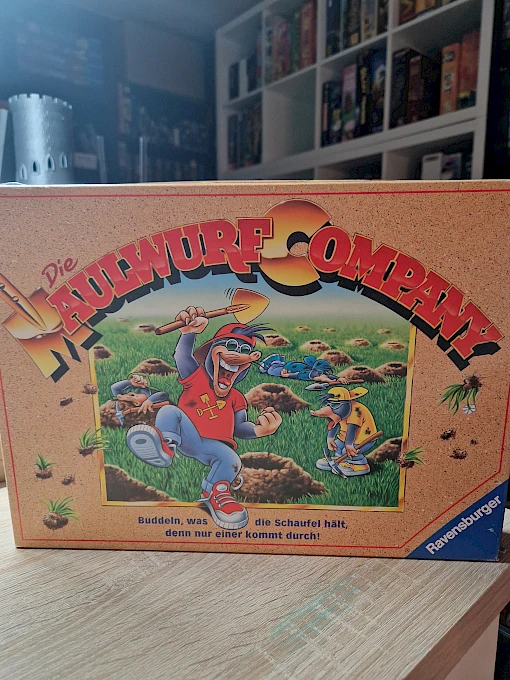 Die
MAULWURF COMPANY
Buddeln, was die Schaufel hält,
denn nur einer kommt durch!
Ravensburger